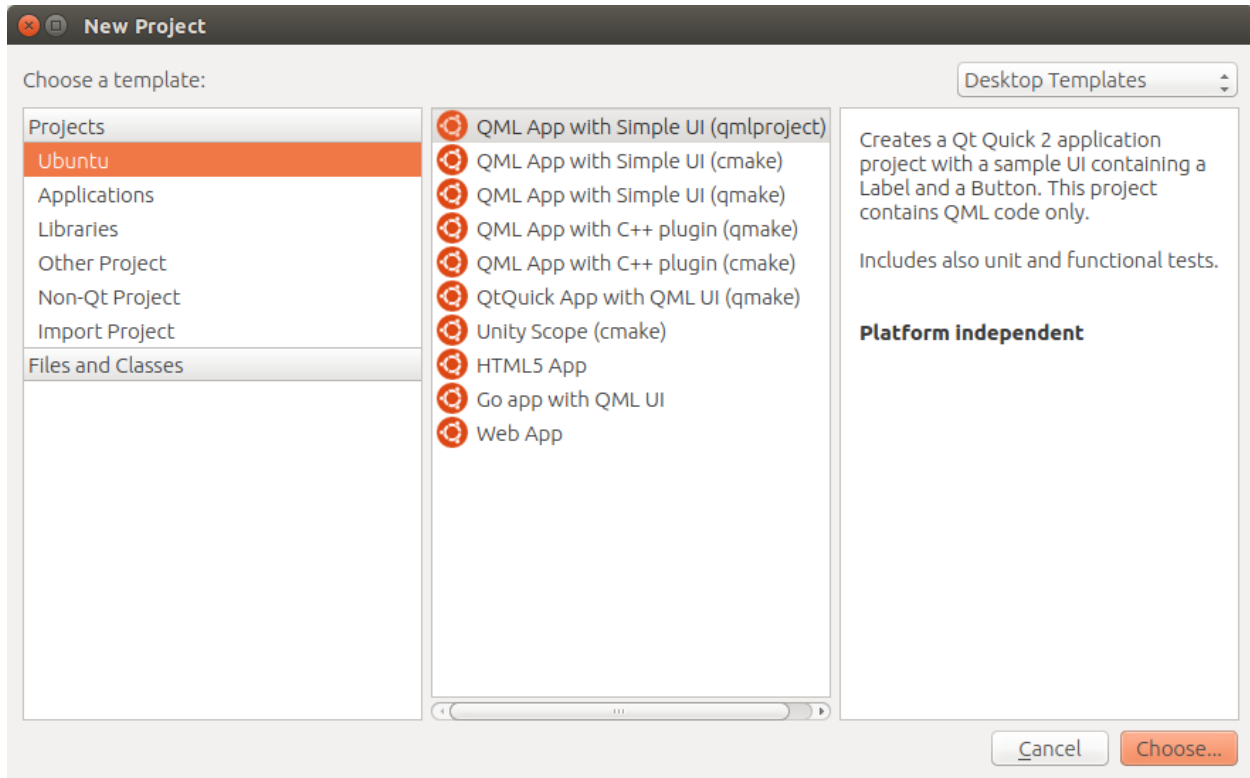 New Project
Choose a template:
Desktop Templates
Projects
Ubuntu
Applications
Libraries
Other Project
Non-Qt Project
Import Project
Files and Classes
QML App with Simple UI (qmlproject)
QML App with Simple UI (cmake)
QML App with Simple UI (qmake)
QML App with C++ plugin (qmake)
QML App with C++ plugin (cmake)
QtQuick App with QML UI (qmake)
Unity Scope (cmake)
HTML5 App
Go app with QML UI
Web App
Creates a Qt Quick 2 application
project with a sample UI containing a
Label and a Button. This project
contains QML code only.
Includes also unit and functional tests.
Platform independent
Cancel
Choose...